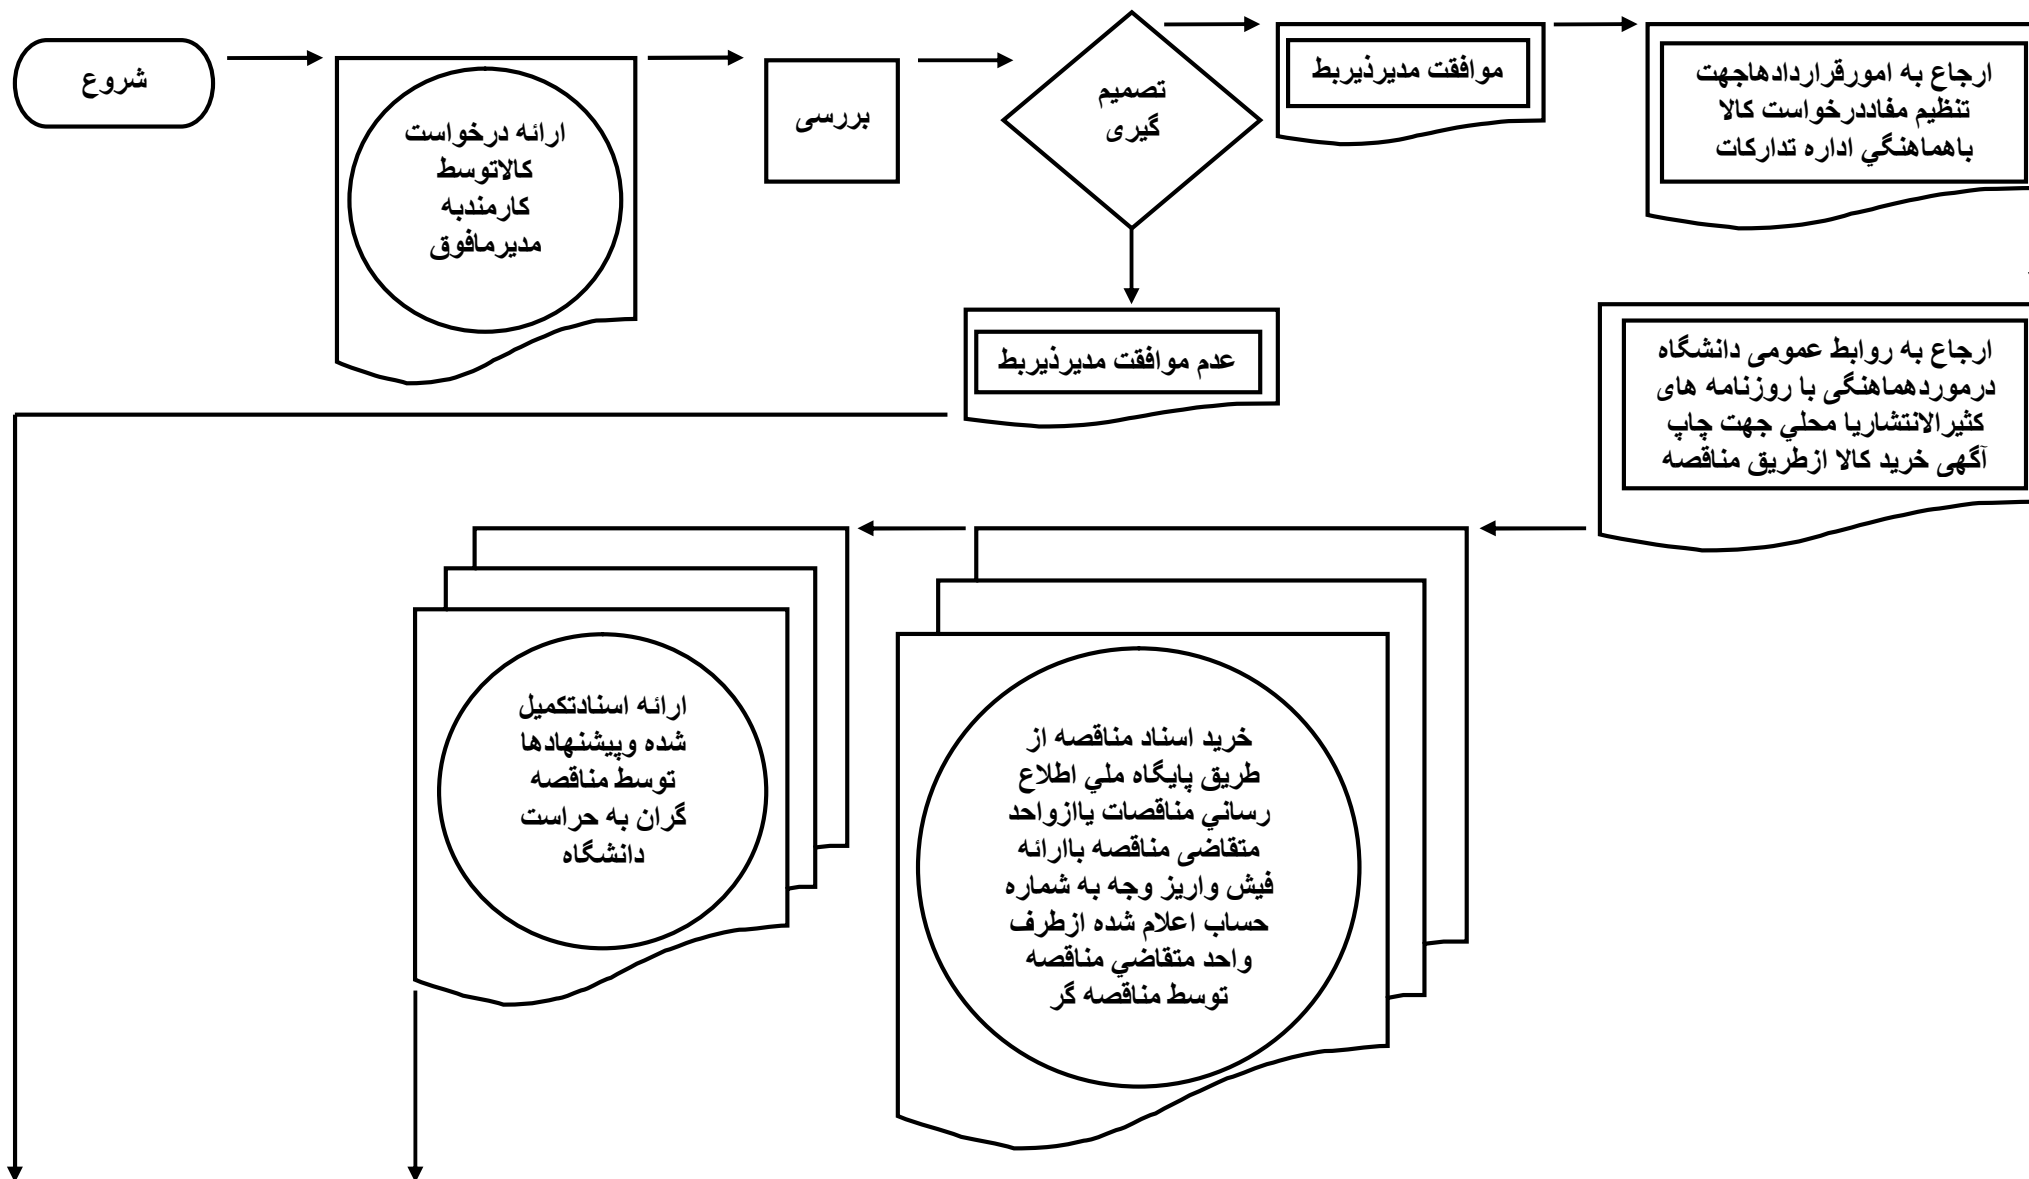 شروع
ارائه درخواست
کالاتوسط
کارمندبه
مدیرمافوق
بررسی
تصمیم
گیری
موافقت مدیرذیربط
ارجاع به امورقراردادهاجهت
تنظیم مفاددرخواست کالا
باهماهنگي اداره تدارکات
عدم موافقت مدیرذیربط
ارجاع به روابط عمومی دانشگاه
درموردهماهنگی با روزنامه های
کثیرالانتشاریا محلي جهت چاپ
آگهی خرید کالا ازطریق مناقصه
خرید اسناد مناقصه از
طریق پایگاه ملي اطلاع
رساني مناقصات یاازواحد
متقاضی مناقصه باارائه
فیش واریز وجه به شماره
حساب اعلام شده ازطرف
واحد متقاضي مناقصه
توسط مناقصه گر
ارائه اسنادتکمیل
شده وپیشنهادها
توسط مناقصه
گران به حراست
دانشگاه